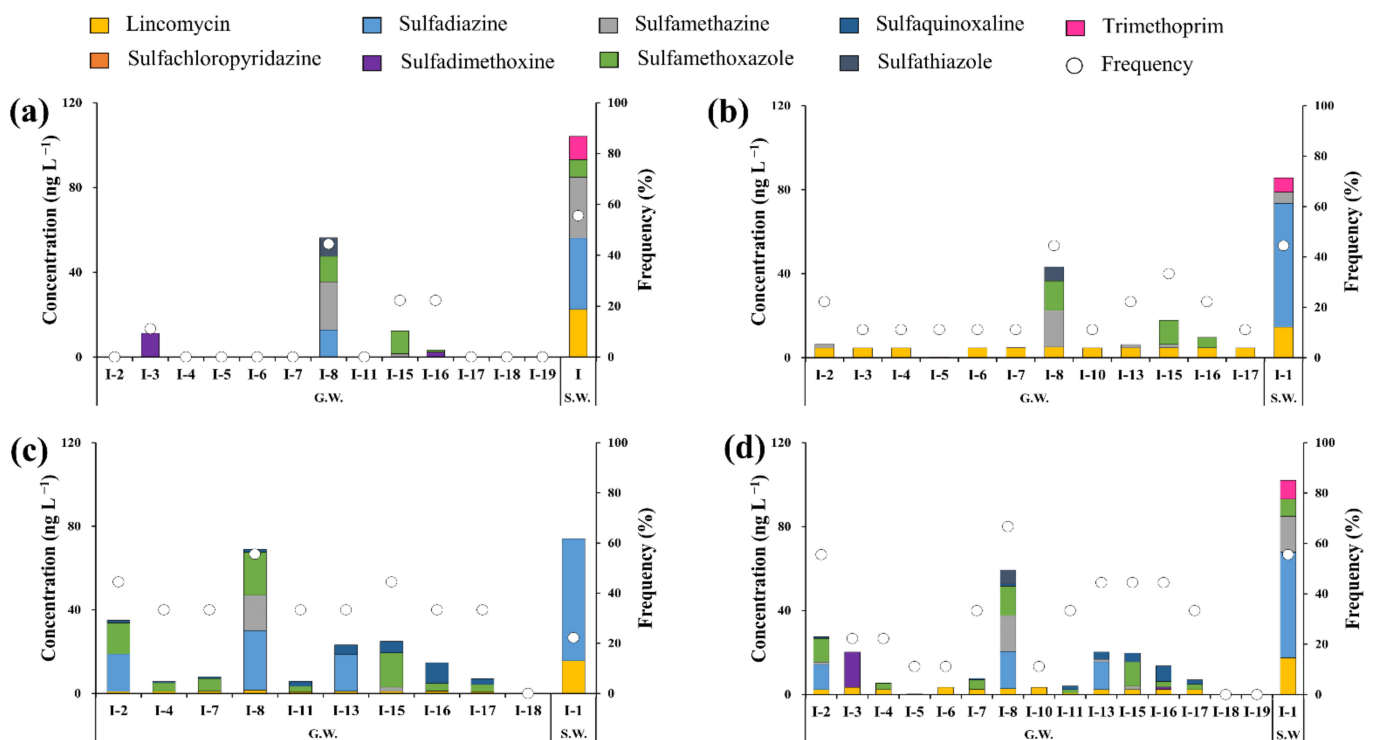 Lincomycin Sulfadiazine Sulfamethazine Sulfaquinoxaline Trimethoprim
Sulfachloropyridazine Sulfadimethoxine Sulfamethoxazole Sulfathiazole Frequency
(a)
Concentration (ng L⁻¹)
120
80
40
0
100
80
60
40
20
0
Frequency (%)
I-2 I-3 I-4 I-5 I-6 I-7 I-8 I-11 I-15 I-16 I-17 I-18 I-19 I
G.W. S.W.
(b)
Concentration (ng L⁻¹)
120
80
40
0
100
80
60
40
20
0
Frequency (%)
I-2 I-3 I-4 I-5 I-6 I-7 I-8 I-10 I-13 I-15 I-16 I-17 I-1
G.W. S.W.
(c)
Concentration (ng L⁻¹)
120
80
40
0
100
80
60
40
20
0
Frequency (%)
I-2 I-4 I-7 I-8 I-11 I-13 I-15 I-16 I-17 I-18 I-1
G.W. S.W.
(d)
Concentration (ng L⁻¹)
120
80
40
0
100
80
60
40
20
0
Frequency (%)
I-2 I-3 I-4 I-5 I-6 I-7 I-8 I-10 I-11 I-13 I-15 I-16 I-17 I-18 I-19 I-1
G.W. S.W